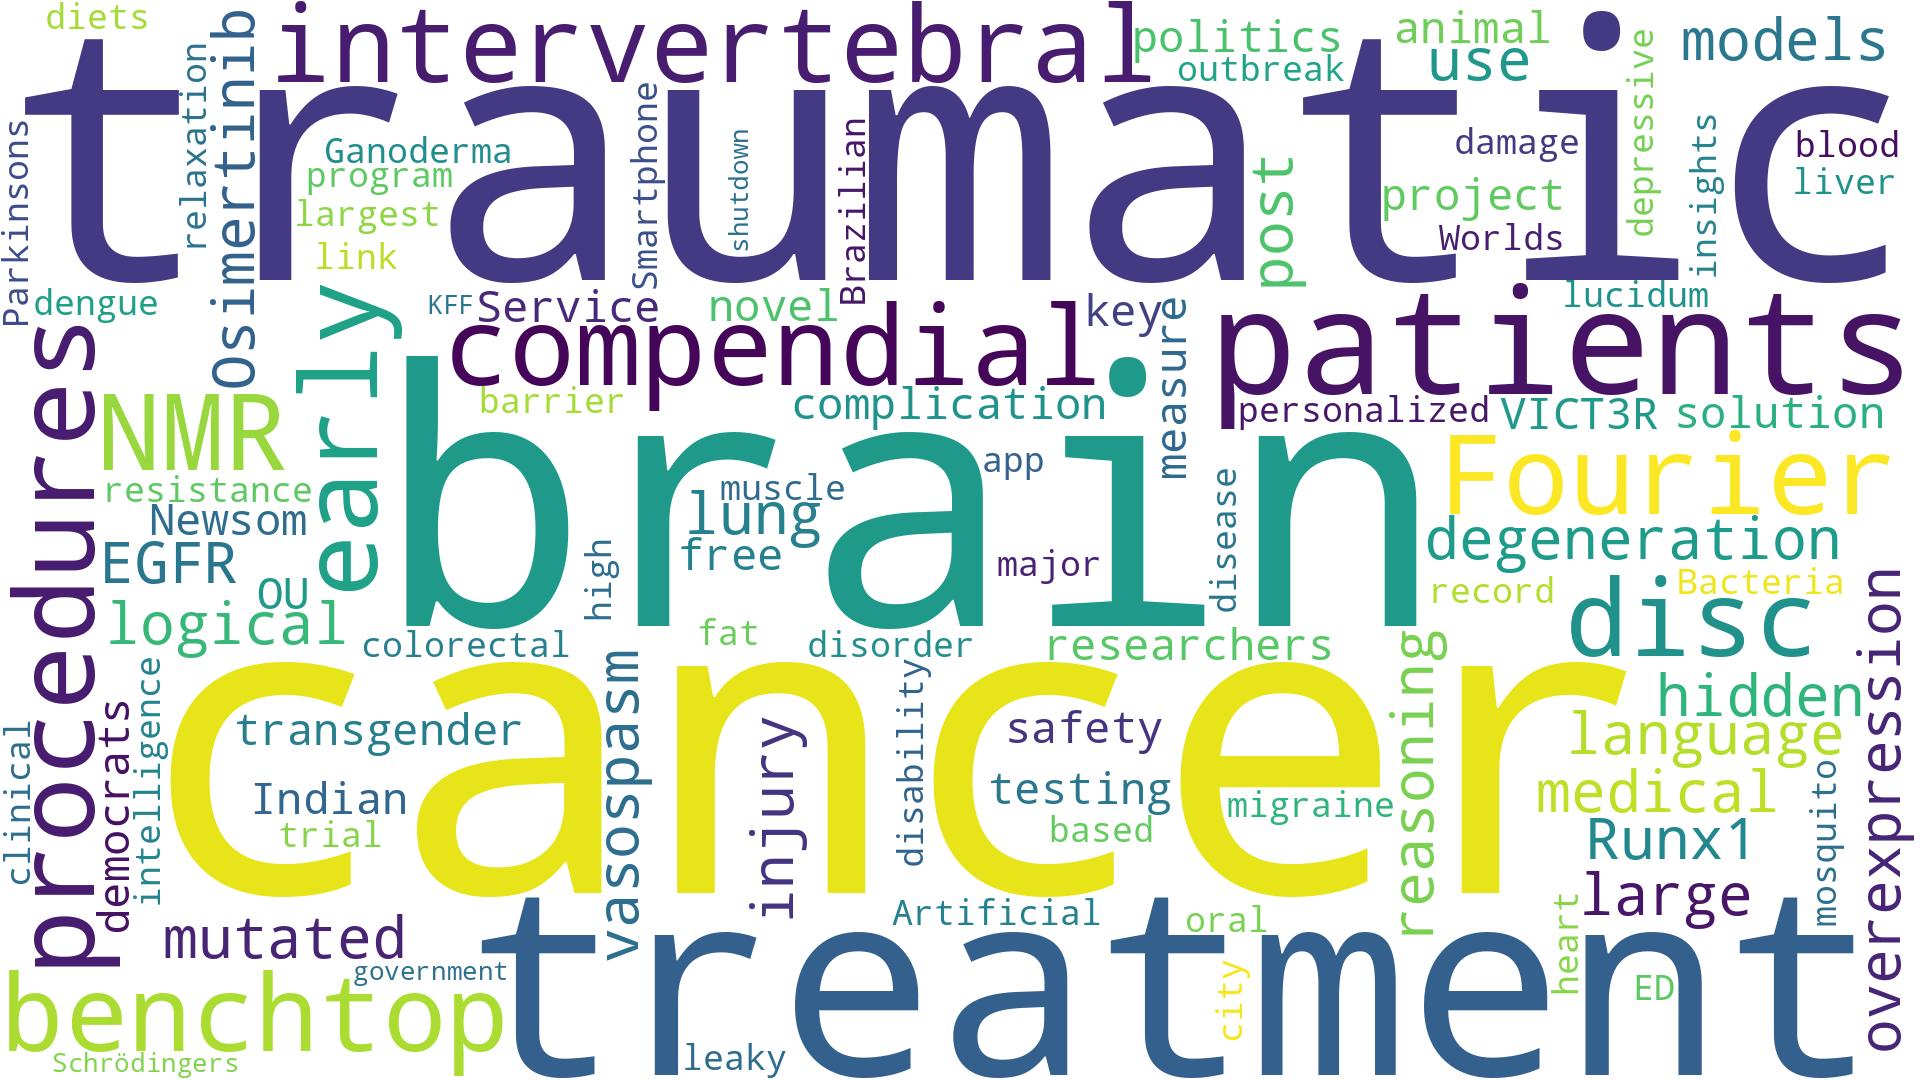 diets
intervertebral
politics
animal
models
outbreak
use
traumatic
relaxation
Osimertinib
Parkinsons
Ganoderma
program
largest
link
Smartphone
shutdown
Brazilian
post
damage
project
Worlds
depressive
insights
blood
liver
dengue
KFF
Service
novel
key
lucidum
compendial
patients
measure
early
procedures
NMR
barrier
complication
personalized
VICT3R
solution
brain
app
muscle
lung
free
major
disease
Fourier
degeneration
resistance
Newsom
EGFR
OU
logical
high
record
Bacteria
disc
colorectal
fat
disorder
researchers
reasoning
overexpression
hidden
cancer
clinical
democrats
intelligence
transgender
Indian
trial
vasospasm
injury
disability
safety
testing
based
migraine
language
medical
Runx1
mosquito
large
mutated
Artificial
oral
treatment
heart
government
benchtop
city
ED
leaky
Schrödingers